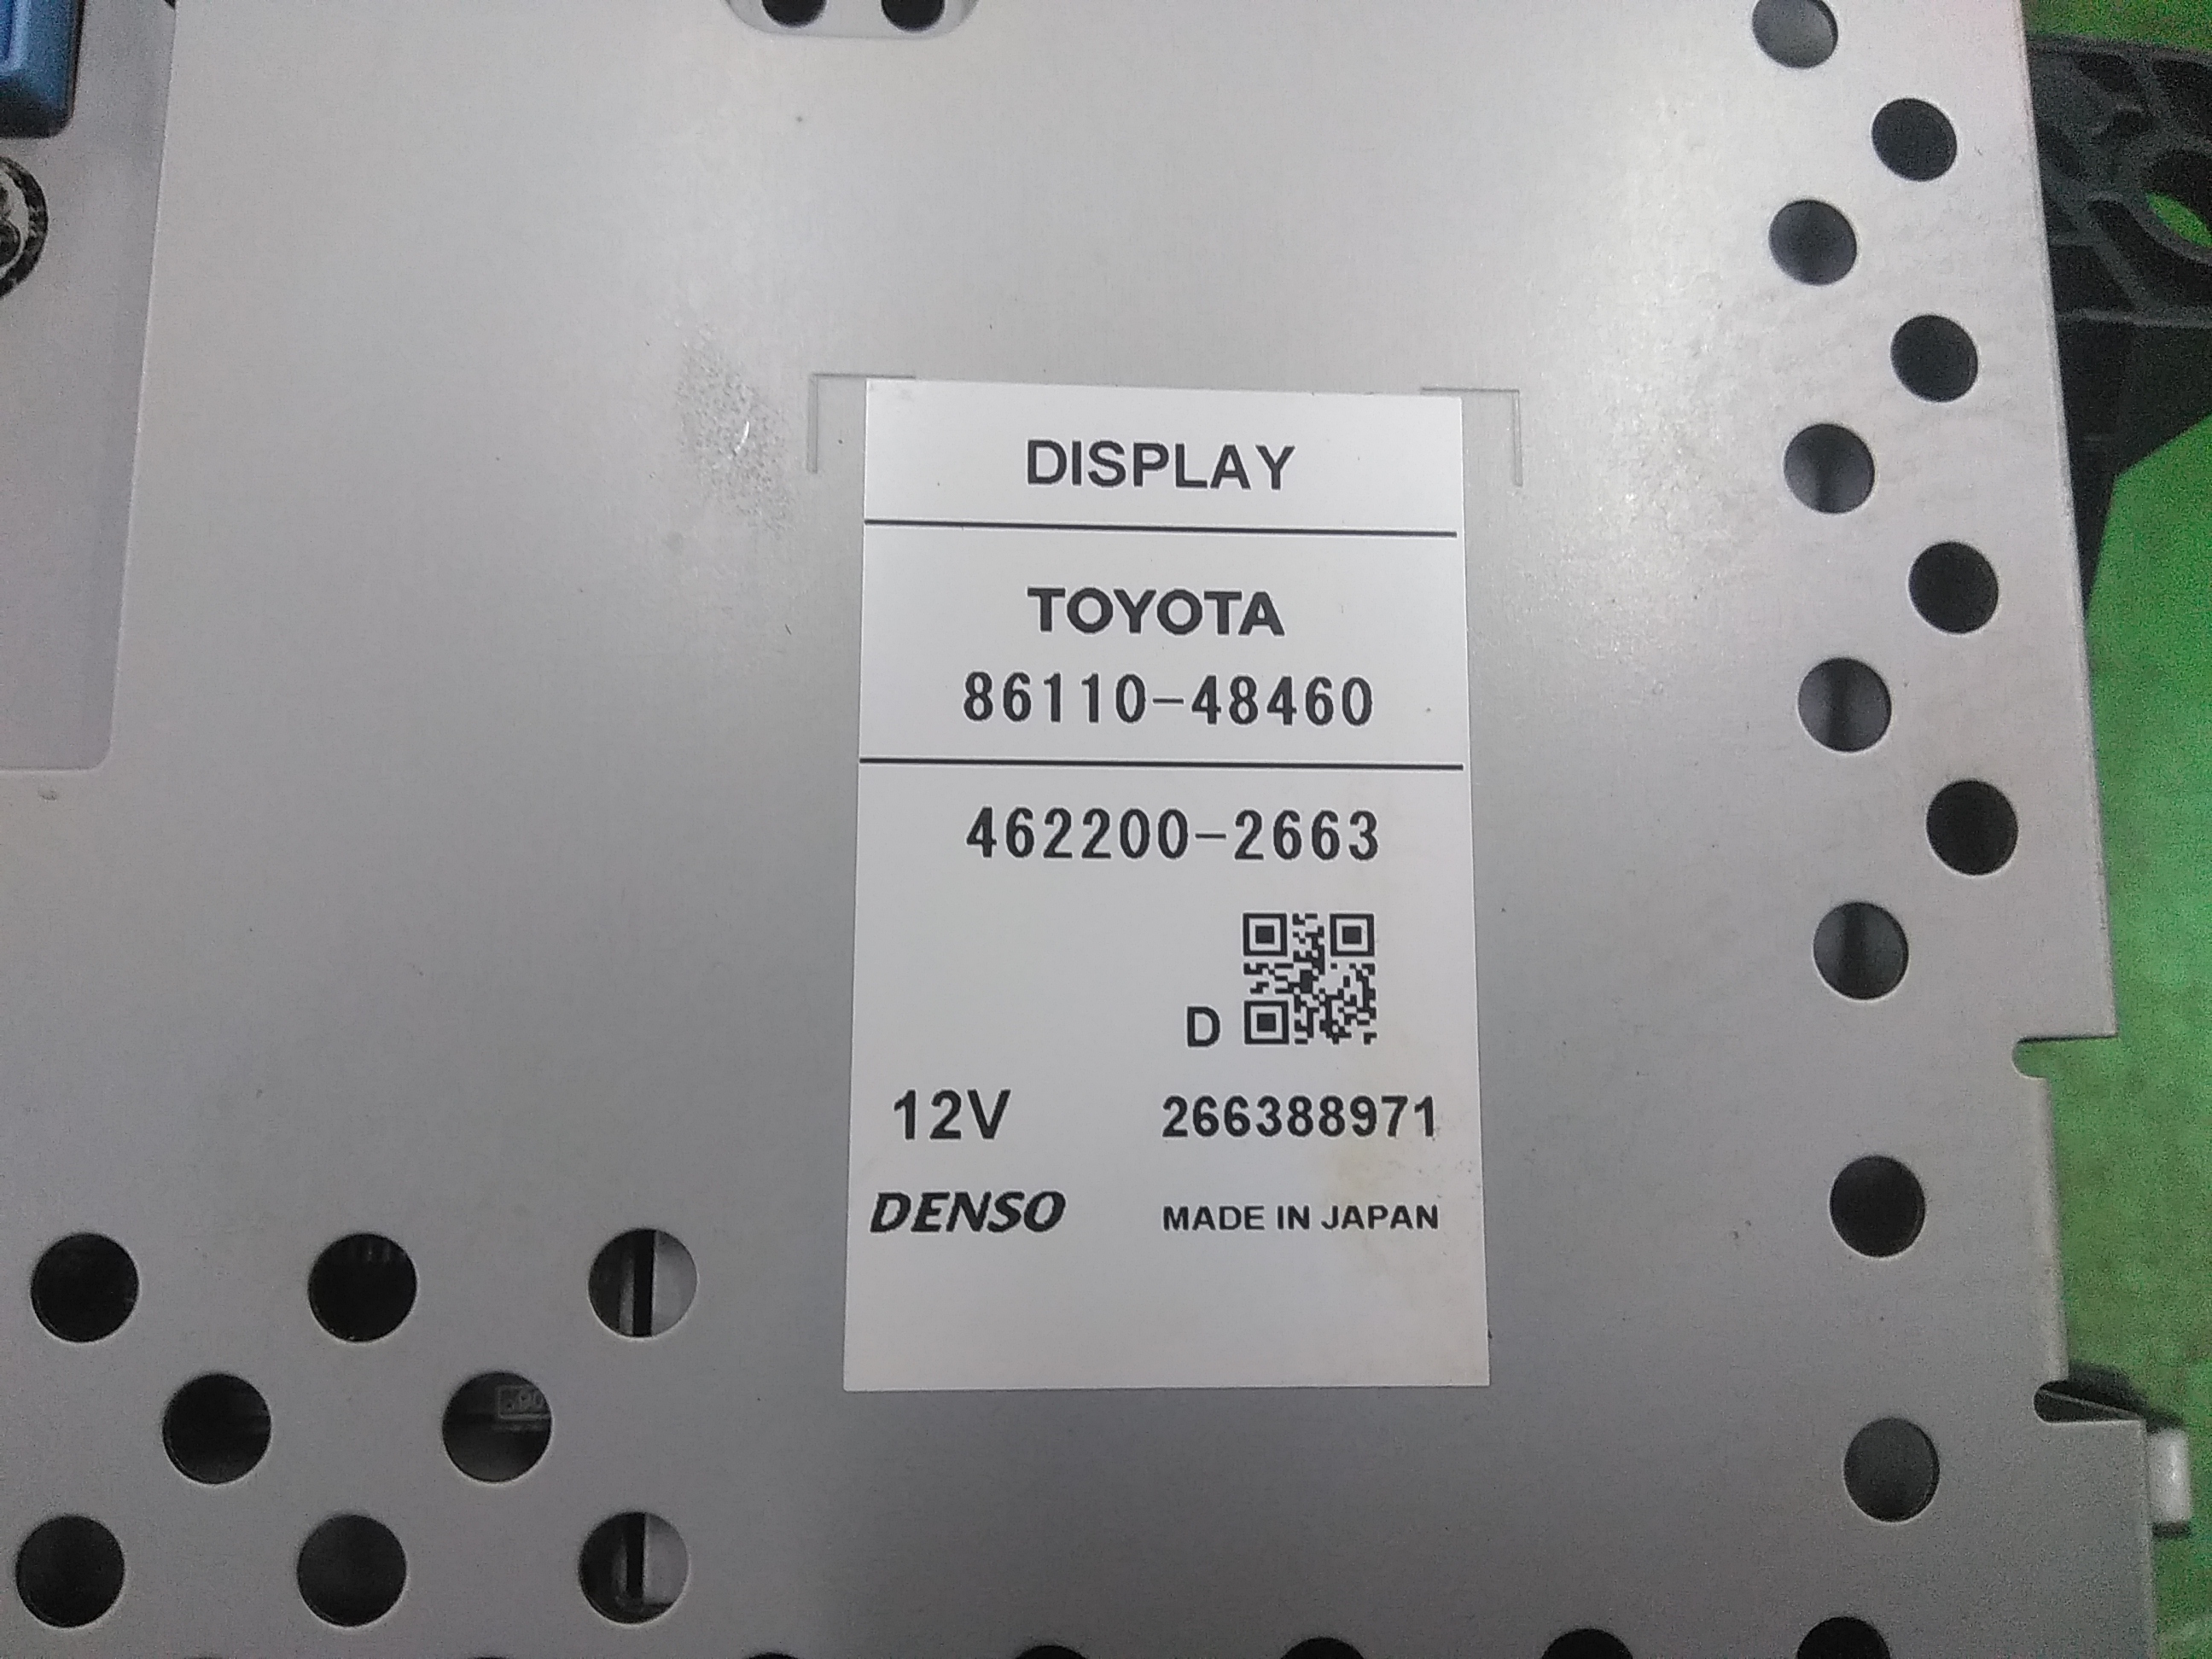 DISPLAY
TOYOTA
86110-48460
462200-2663
D
12V 266388971
DENSO MADE IN JAPAN